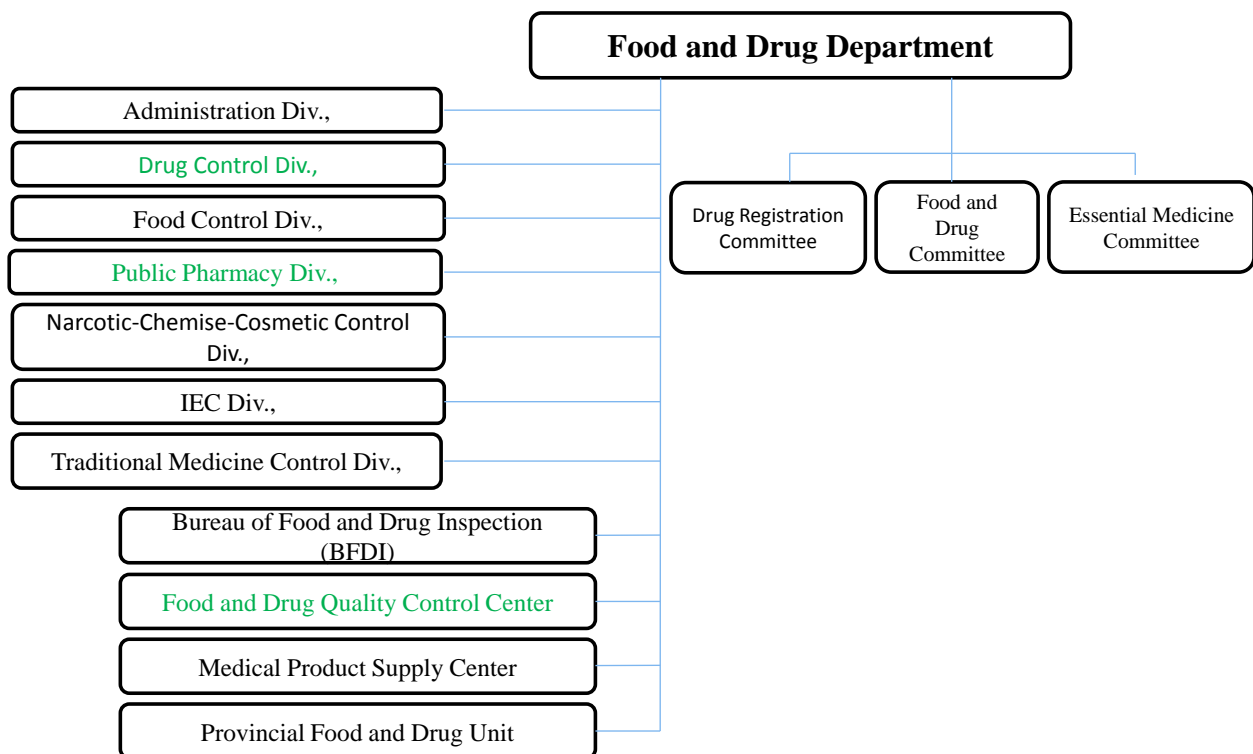 Food and Drug Department
Administration Div.,
Drug Control Div.,
Food Control Div.,
Public Pharmacy Div.,
Narcotic-Chemise-Cosmetic Control
Div.,
IEC Div.,
Traditional Medicine Control Div.,
Bureau of Food and Drug Inspection
(BFDI)
Food and Drug Quality Control Center
Medical Product Supply Center
Provincial Food and Drug Unit
Drug Registration
Committee
Food and
Drug
Committee
Essential Medicine
Committee